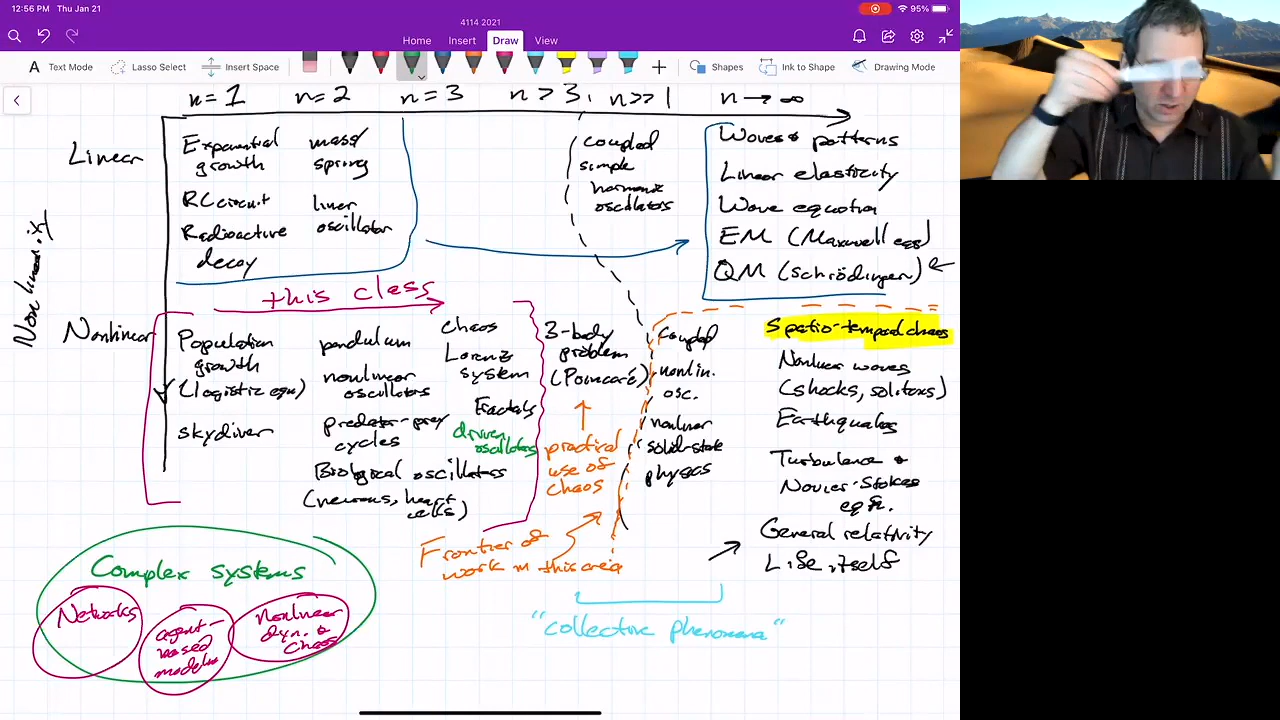 12:56 PM Thu Jan 21
95%
4114 2021
Home Insert Draw View
Text Mode Lasso Select Insert Space Shapes Ink to Shape Convert to Math
n=1 n=2 n=3 n>3 n>>1 n→∞
Nonlinearity
Linear
Exponential growth
RC circuit
Radioactive decay
mass/
spring
linear
oscillator
coupled
simple
harmonic
oscillators
Waves & patterns
Linear elasticity
Wave equation
EM (Maxwell eqs)
QM (Schrödinger)
this class
Nonlinear
Population
growth
(logistic eqn)
skydiver
pendulum
nonlinear
oscillators
predator-prey
cycles
Biological oscillators
(neurons, heart
cells)
chaos
Lorenz
system
Fractals
driven
oscillators
3-body
problem
(Poincaré)
practical
use of
chaos
Coupled
nonlin.
osc.
nonlinear
solid-state
physics
Spatio-temporal chaos
Nonlinear waves
(shocks, solitons)
Earthquakes
Turbulence &
Navier-Stokes
eqn.
General relativity
Life itself
Frontier of
work in this area
"collective phenomena"
Complex systems
Networks
agent-
based
models
nonlinear
dyn. &
chaos